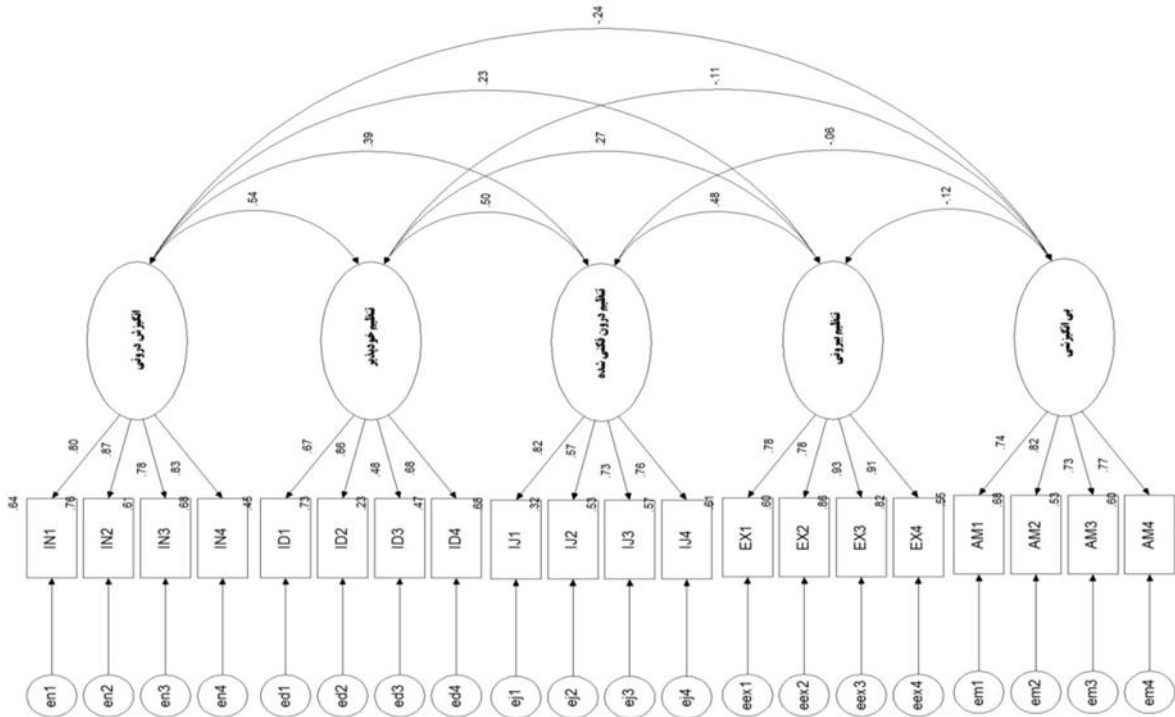 -.24
.23
-.11
.39
.27
-.06
.64
.50
.48
-.12
انگیزش درونی
تنظیم خودپذیر
تنظیم درون فکنی شده
تنظیم بیرونی
بی انگیزشی
.80
.87
.78
.83
.67
.86
.48
.68
.82
.57
.73
.76
.78
.78
.93
.91
.74
.82
.73
.77
.64
.76
.61
.68
.45
.73
.23
.47
.68
.32
.53
.57
.61
.60
.86
.82
.55
.68
.53
.60
IN1
IN2
IN3
IN4
ID1
ID2
ID3
ID4
IJ1
IJ2
IJ3
IJ4
EX1
EX2
EX3
EX4
AM1
AM2
AM3
AM4
en1
en2
en3
en4
ed1
ed2
ed3
ed4
ej1
ej2
ej3
ej4
eex1
eex2
eex3
eex4
em1
em2
em3
em4